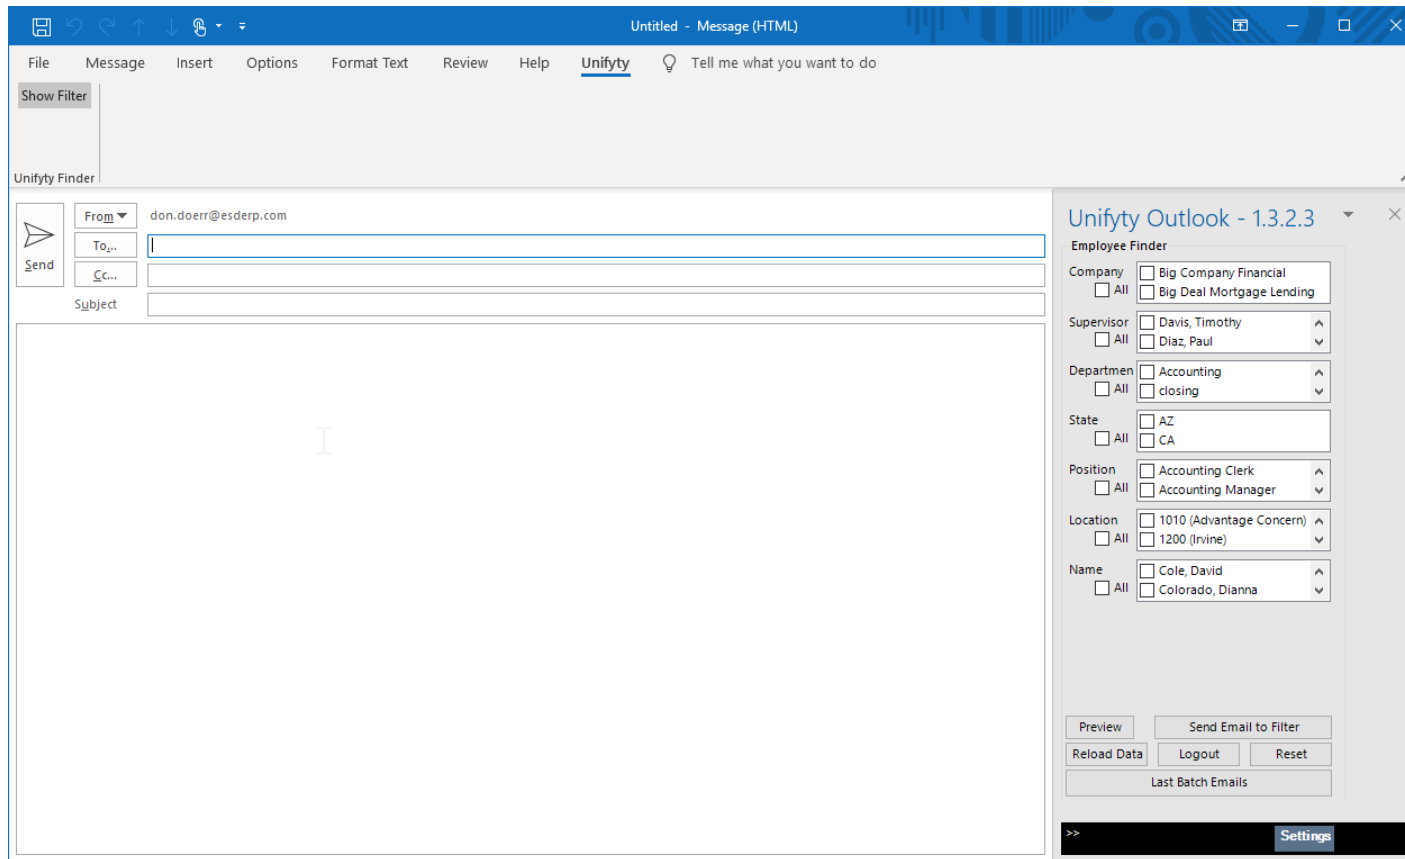 Untitled - Message (HTML)
File Message Insert Options Format Text Review Help Unifyty Tell me what you want to do
Show Filter
Unifyty Finder
Send
From
don.doerr@esderp.com
To...
Cc...
Subject
Unifyty Outlook - 1.3.2.3
Employee Finder
Company
All
Big Company Financial
Big Deal Mortgage Lending
Supervisor
All
Davis, Timothy
Diaz, Paul
Departmen
All
Accounting
closing
State
All
AZ
CA
Position
All
Accounting Clerk
Accounting Manager
Location
All
1010 (Advantage Concern)
1200 (Irvine)
Name
All
Cole, David
Colorado, Dianna
Preview Send Email to Filter
Reload Data Logout Reset
Last Batch Emails
>> Settings